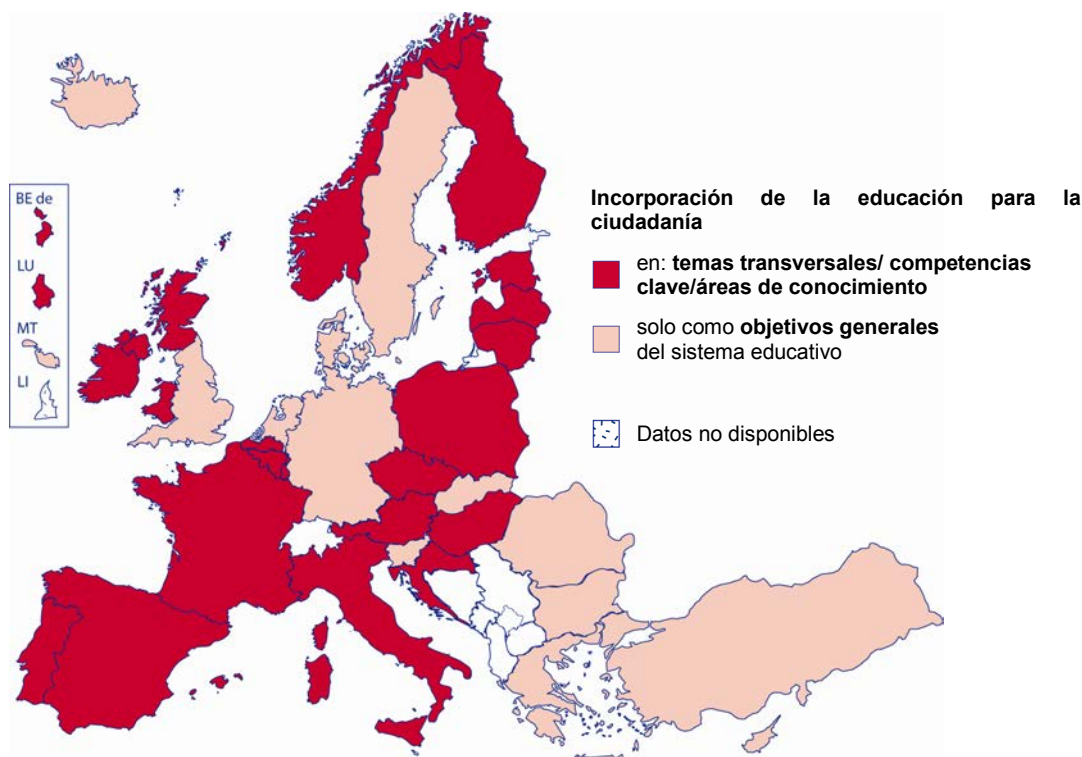 BE de
LU
MT
LI
Incorporación de la educación para la
ciudadanía
en: temas transversales/ competencias
clave/áreas de conocimiento
solo como objetivos generales
del sistema educativo
Datos no disponibles